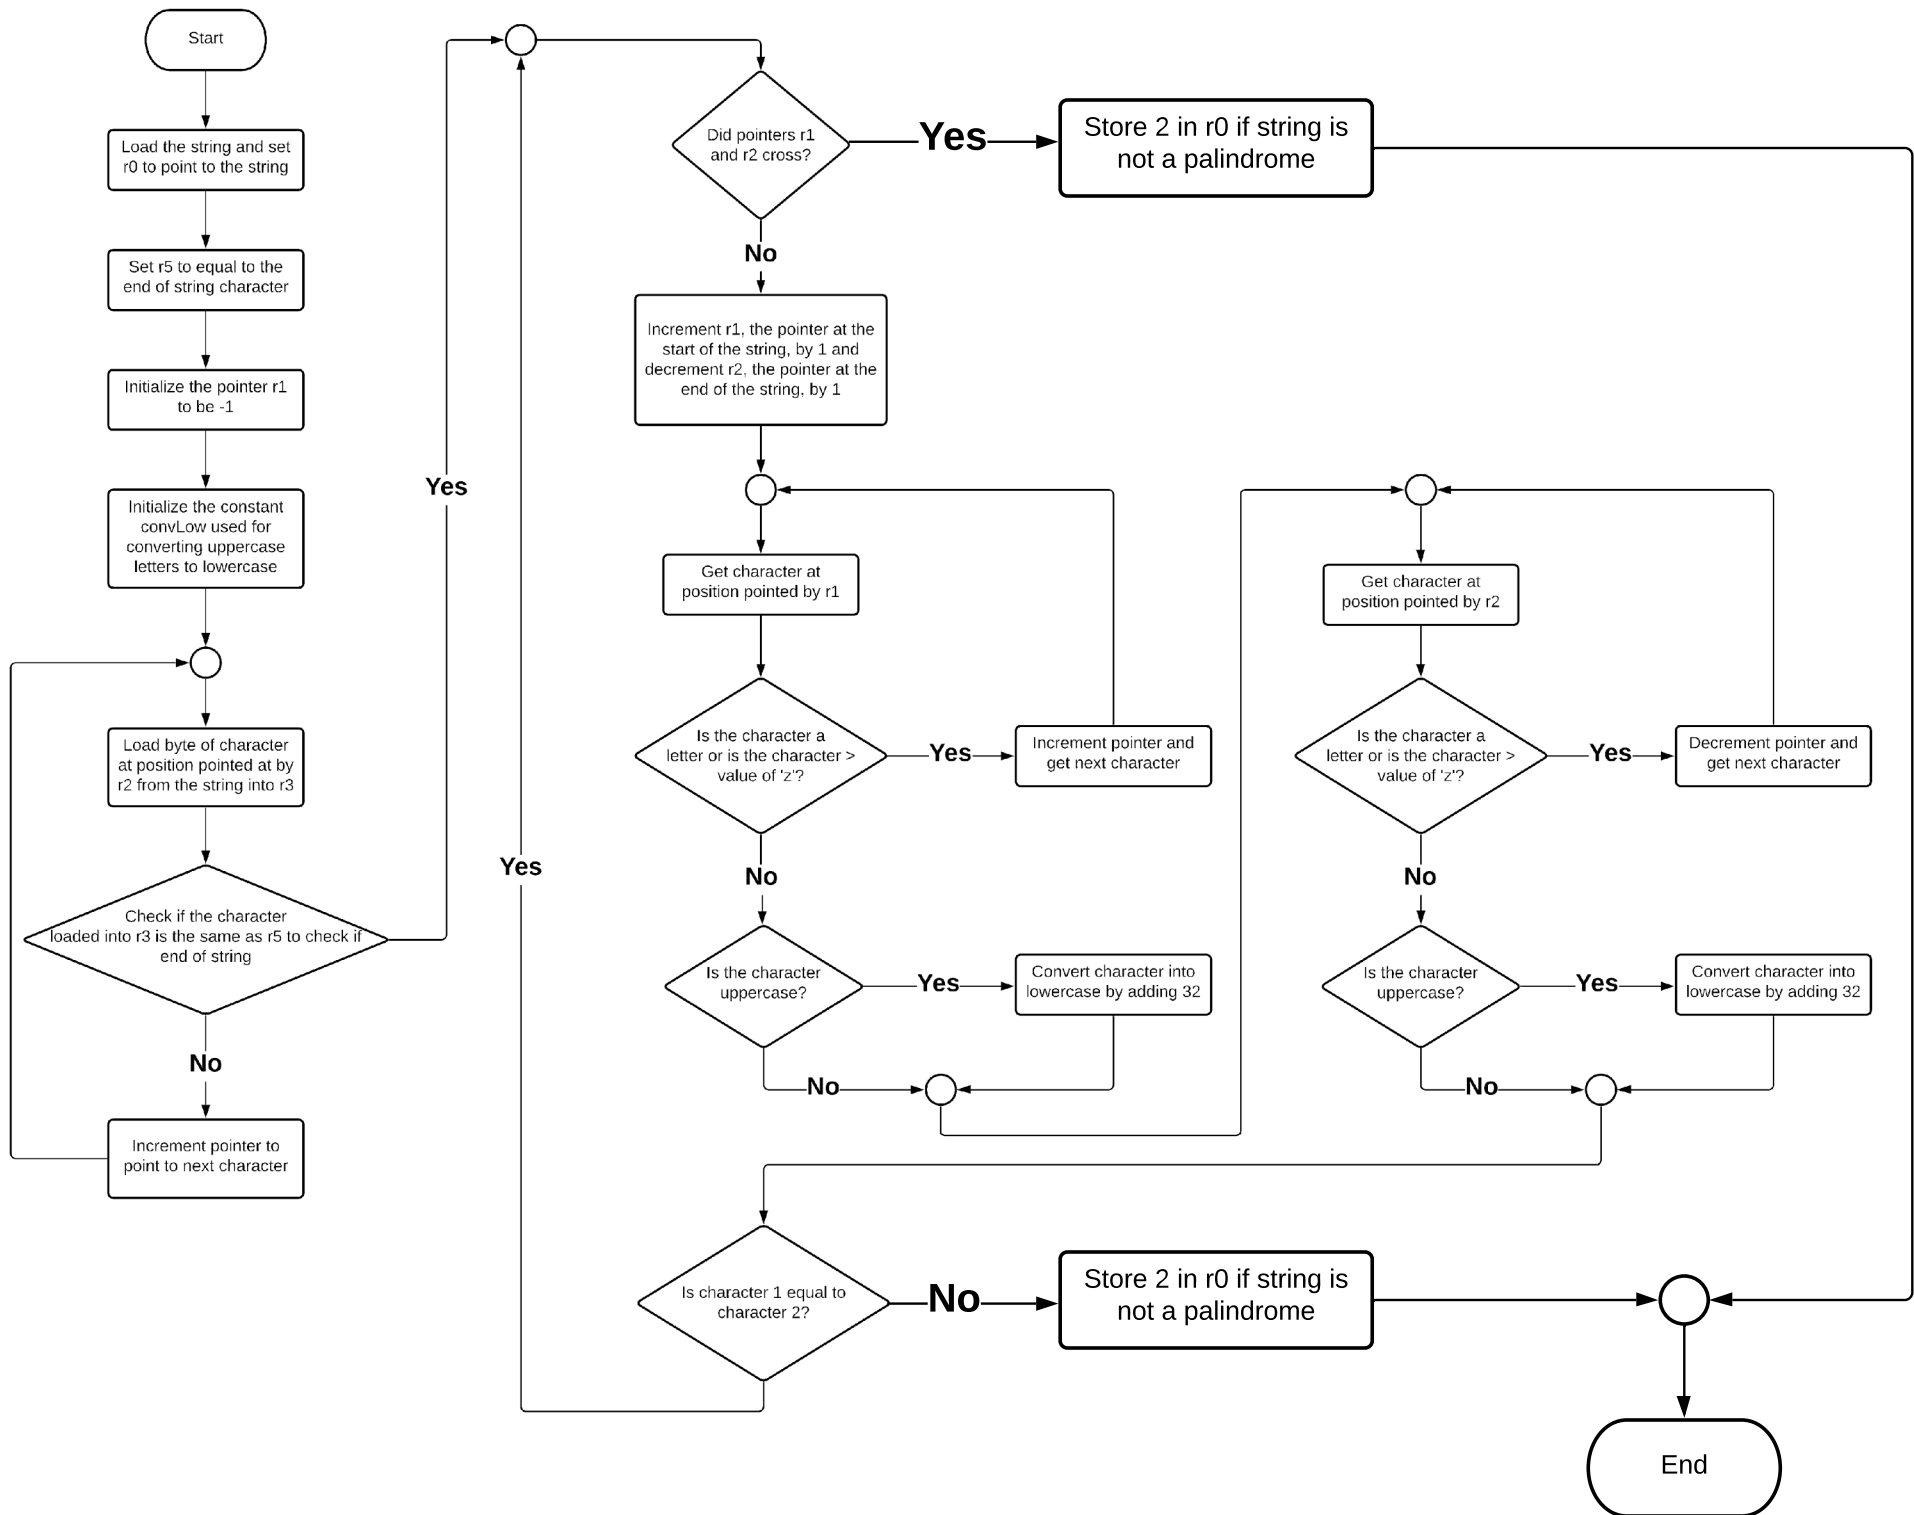 Start
Load the string and set
r0 to point to the string
Set r5 to equal to the
end of string character
Initialize the pointer r1
to be -1
Initialize the constant
convLow used for
converting uppercase
letters to lowercase
Load byte of character
at position pointed at by
r2 from the string into r3
Check if the character
loaded into r3 is the same as r5 to check if
end of string
No
Increment pointer to
point to next character
Yes
Yes
Did pointers r1
and r2 cross?
Yes
Store 2 in r0 if string is
not a palindrome
No
Increment r1, the pointer at the
start of the string, by 1 and
decrement r2, the pointer at the
end of the string, by 1
Get character at
position pointed by r1
Is the character a
letter or is the character >
value of 'z'?
Yes
Increment pointer and
get next character
No
Is the character
uppercase?
Yes
Convert character into
lowercase by adding 32
No
Get character at
position pointed by r2
Is the character a
letter or is the character >
value of 'z'?
Yes
Decrement pointer and
get next character
No
Is the character
uppercase?
Yes
Convert character into
lowercase by adding 32
No
Is character 1 equal to
character 2?
No
Store 2 in r0 if string is
not a palindrome
End